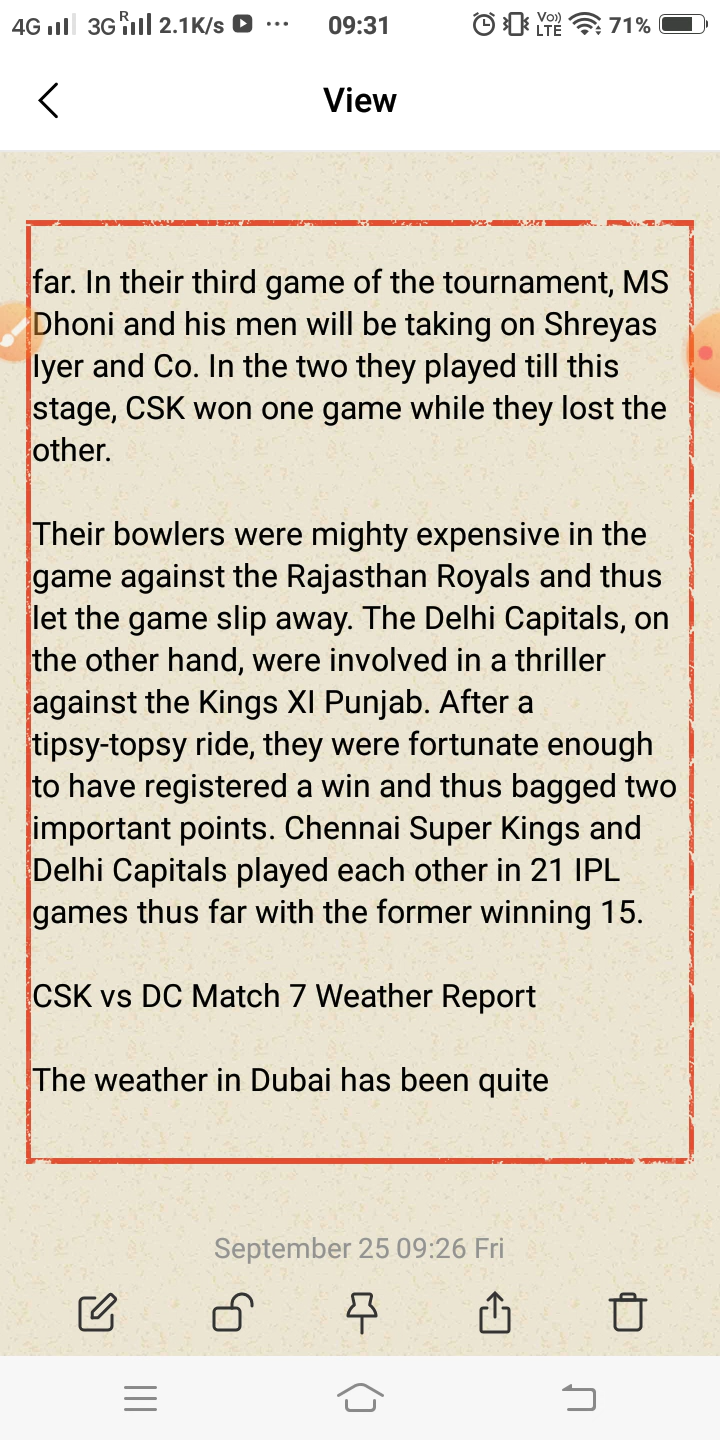 4G 3G R 2.1K/s ... 09:31 Vo)) LTE 71%
View
far. In their third game of the tournament, MS
Dhoni and his men will be taking on Shreyas
Iyer and Co. In the two they played till this
stage, CSK won one game while they lost the
other.
Their bowlers were mighty expensive in the
game against the Rajasthan Royals and thus
let the game slip away. The Delhi Capitals, on
the other hand, were involved in a thriller
against the Kings XI Punjab. After a
tipsy-topsy ride, they were fortunate enough
to have registered a win and thus bagged two
important points. Chennai Super Kings and
Delhi Capitals played each other in 21 IPL
games thus far with the former winning 15.
CSK vs DC Match 7 Weather Report
The weather in Dubai has been quite
September 25 09:26 Fri